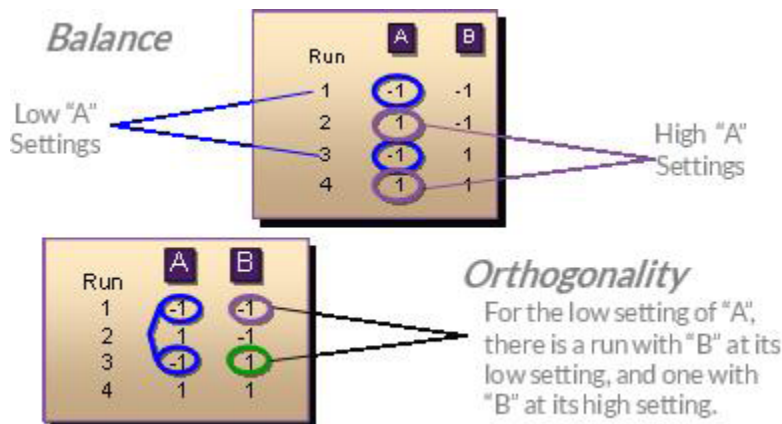 Balance
Run A B
1 -1 -1
2 1 -1
3 -1 1
4 1 1
Low “A”
Settings
High “A”
Settings
Run A B
1 -1 -1
2 1 -1
3 -1 1
4 1 1
Orthogonality
For the low setting of “A”,
there is a run with “B” at its
low setting, and one with
“B” at its high setting.